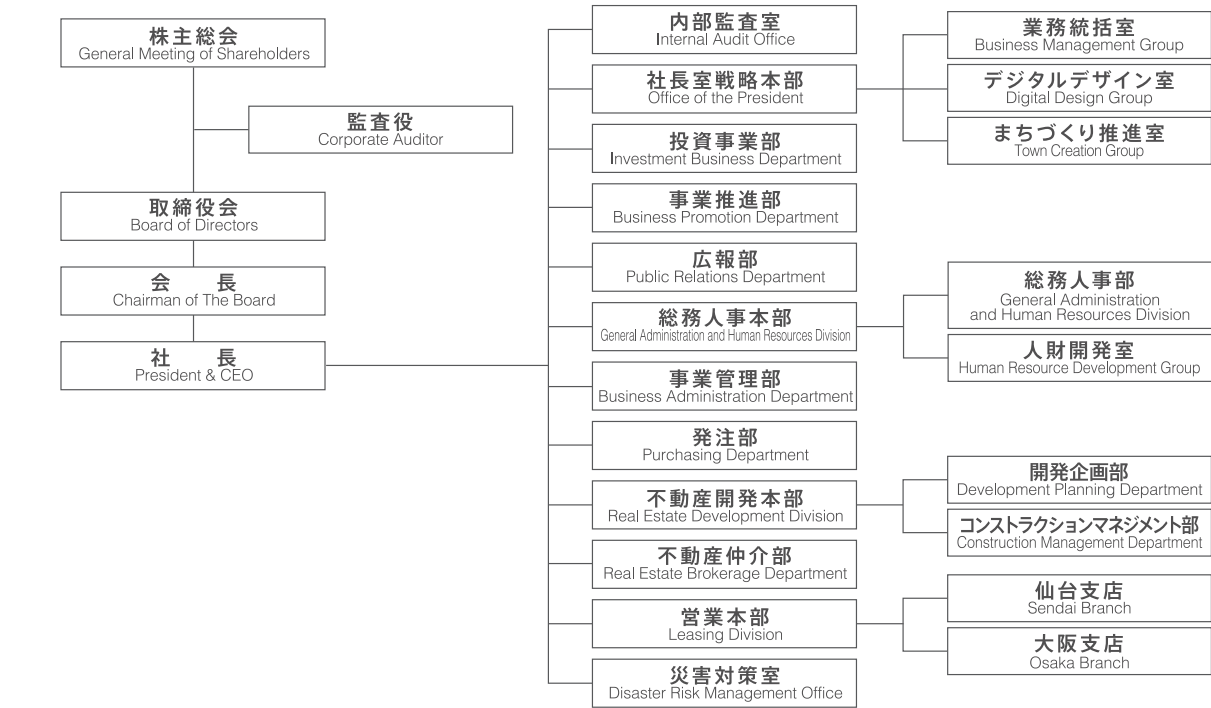 株主総会
General Meeting of Shareholders
監査役
Corporate Auditor
取締役会
Board of Directors
会 長
Chairman of The Board
社 長
President & CEO
内部監査室
Internal Audit Office
社長室戦略本部
Office of the President
投資事業部
Investment Business Department
事業推進部
Business Promotion Department
広報部
Public Relations Department
総務人事本部
General Administration and Human Resources Division
事業管理部
Business Administration Department
発注部
Purchasing Department
不動産開発本部
Real Estate Development Division
不動産仲介部
Real Estate Brokerage Department
営業本部
Leasing Division
災害対策室
Disaster Risk Management Office
業務統括室
Business Management Group
デジタルデザイン室
Digital Design Group
まちづくり推進室
Town Creation Group
総務人事部
General Administration
and Human Resources Division
人財開発室
Human Resource Development Group
開発企画部
Development Planning Department
コンストラクションマネジメント部
Construction Management Department
仙台支店
Sendai Branch
大阪支店
Osaka Branch